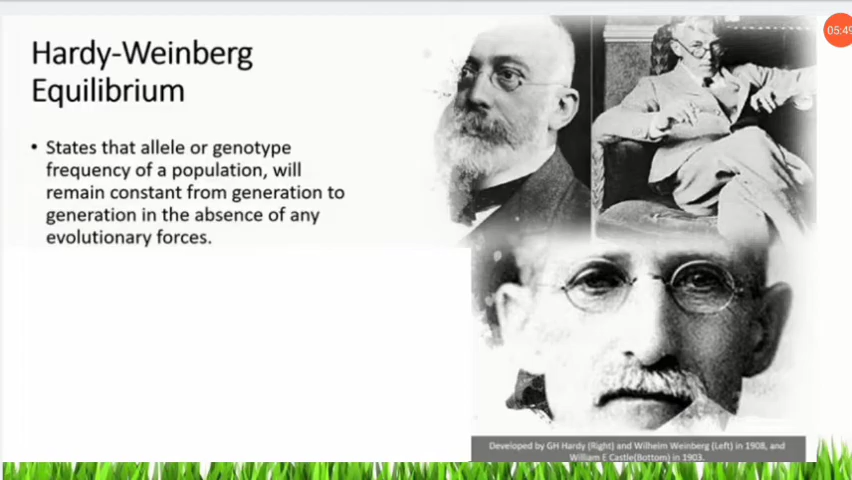 05:49
Hardy-Weinberg
Equilibrium
• States that allele or genotype
frequency of a population, will
remain constant from generation to
generation in the absence of any
evolutionary forces.
Developed by GH Hardy (Right) and Wilhelm Weinberg (Left) in 1908, and
William E Castle(Bottom) in 1903.